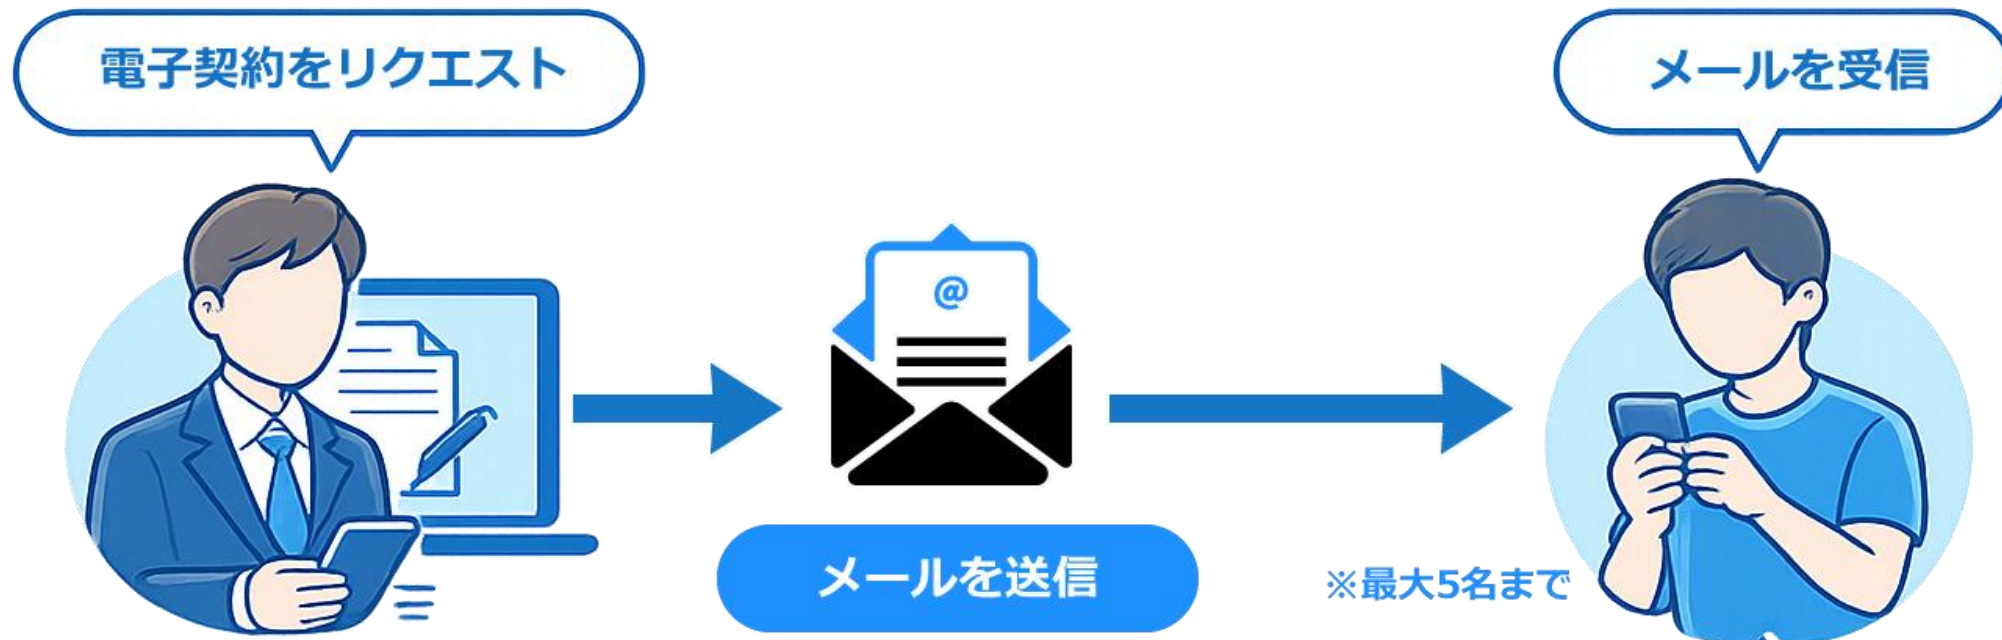 電子契約をリクエスト
メールを受信
@
メールを送信
※最大5名まで